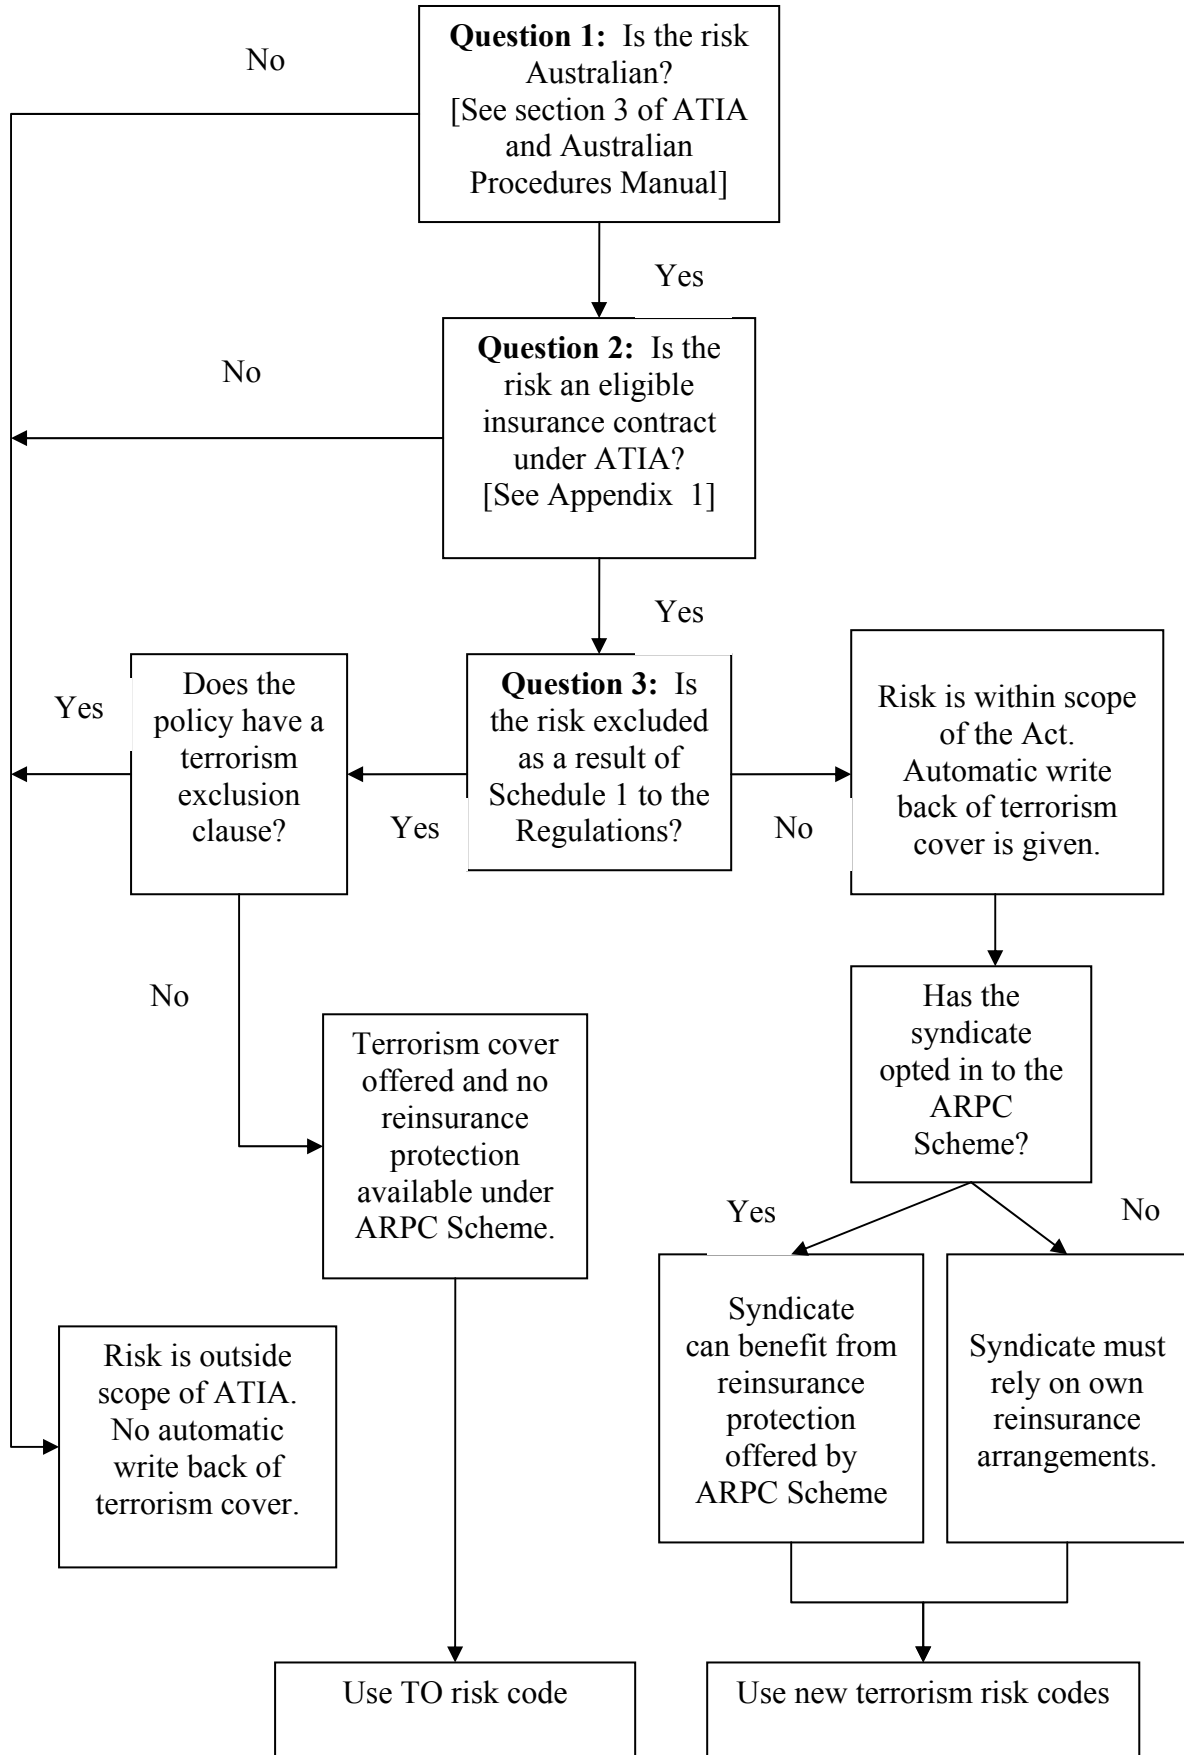 No
Question 1:  Is the risk
Australian?
[See section 3 of ATIA
and Australian
Procedures Manual]
Yes
No
Question 2:  Is the
risk an eligible
insurance contract
under ATIA?
[See Appendix  1]
Yes
Yes
Does the
policy have a
terrorism
exclusion
clause?
Yes
Question 3:  Is
the risk excluded
as a result of
Schedule 1 to the
Regulations?
No
Risk is within scope
of the Act.
Automatic write
back of terrorism
cover is given.
No
Terrorism cover
offered and no
reinsurance
protection
available under
ARPC Scheme.
Has the
syndicate
opted in to the
ARPC
Scheme?
Yes
No
Risk is outside
scope of ATIA.
No automatic
write back of
terrorism cover.
Syndicate
can benefit from
reinsurance
protection
offered by
ARPC Scheme
Syndicate must
rely on own
reinsurance
arrangements.
Use TO risk code
Use new terrorism risk codes